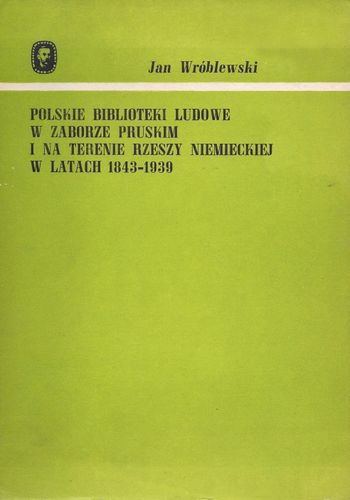 Jan Wróblewski
POLSKIE BIBLIOTEKI LUDOWE
W ZABORZE PRUSKIM
I NA TERENIE RZESZY NIEMIECKIEJ
W LATACH 1843-1939